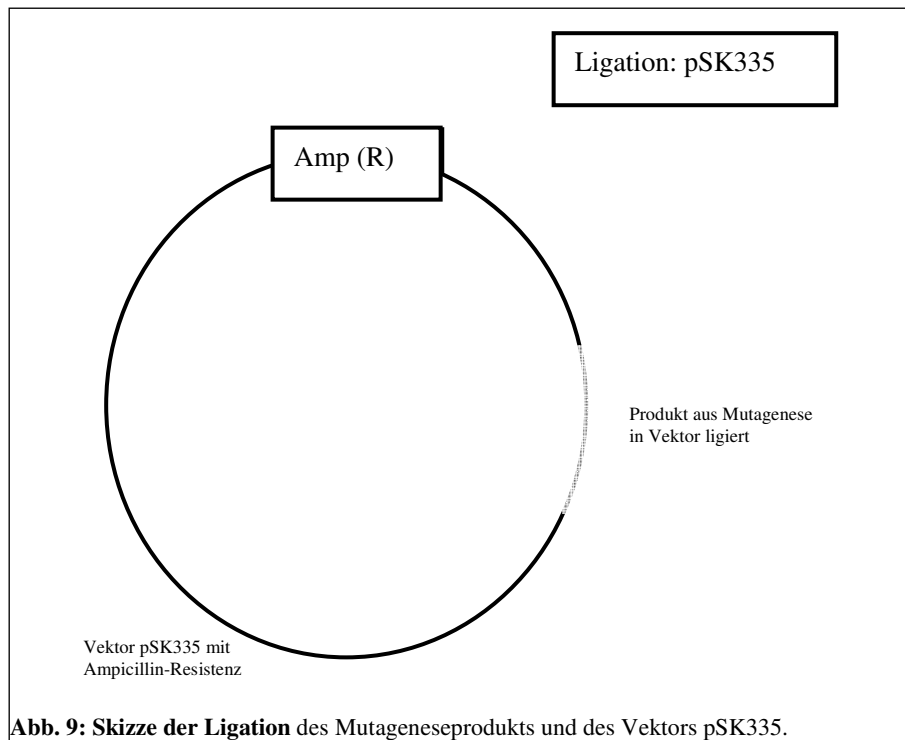 Ligation: pSK335
Amp (R)
Produkt aus Mutagenese
in Vektor ligiert
Vektor pSK335 mit
Ampicillin-Resistenz
Abb. 9: Skizze der Ligation des Mutageneseprodukts und des Vektors pSK335.